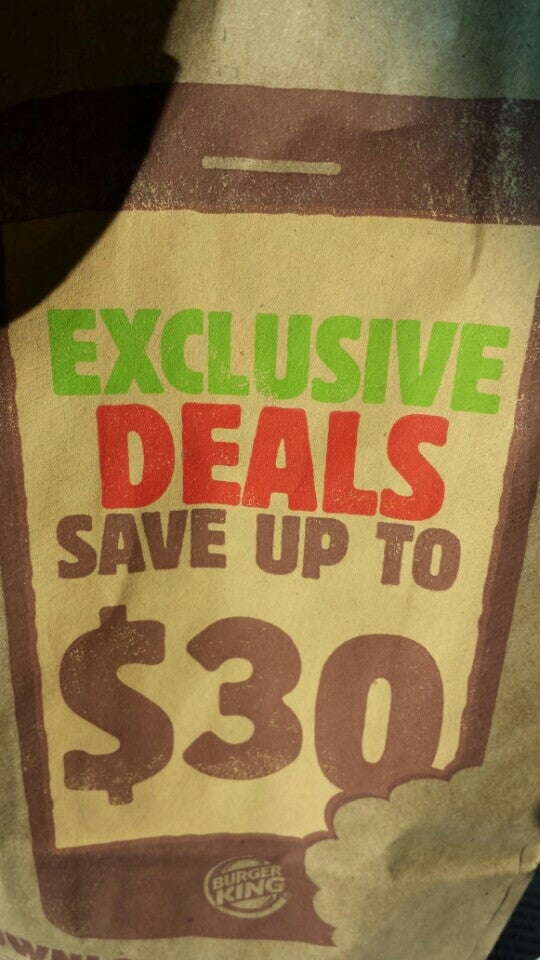 EXCLUSIVE
DEALS
SAVE UP TO
$30
BURGER
KING